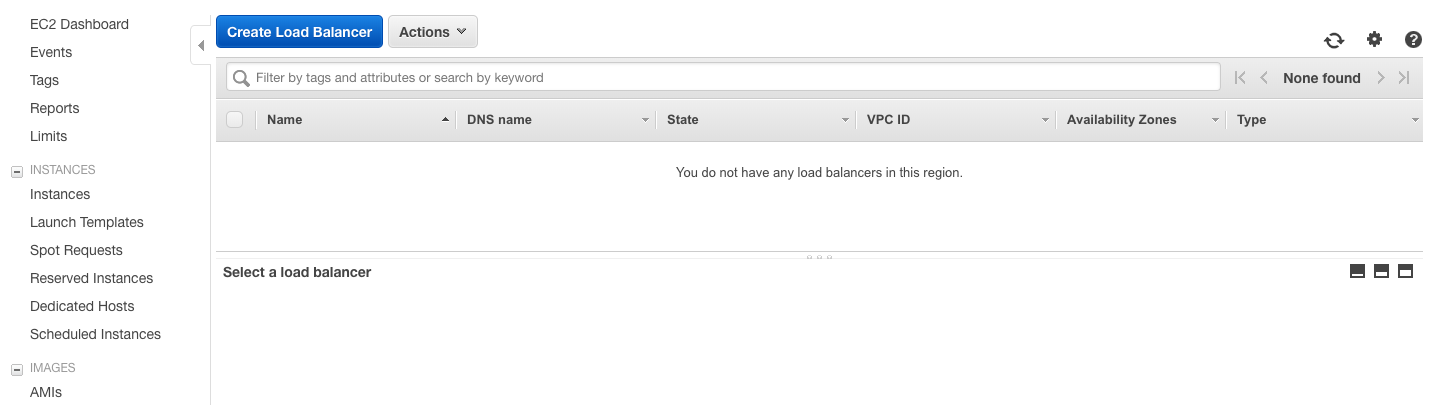 EC2 Dashboard
Events
Tags
Reports
Limits
INSTANCES
Instances
Launch Templates
Spot Requests
Reserved Instances
Dedicated Hosts
Scheduled Instances
IMAGES
AMIs
Create Load Balancer Actions
Filter by tags and attributes or search by keyword None found
Name DNS name State VPC ID Availability Zones Type
You do not have any load balancers in this region.
Select a load balancer